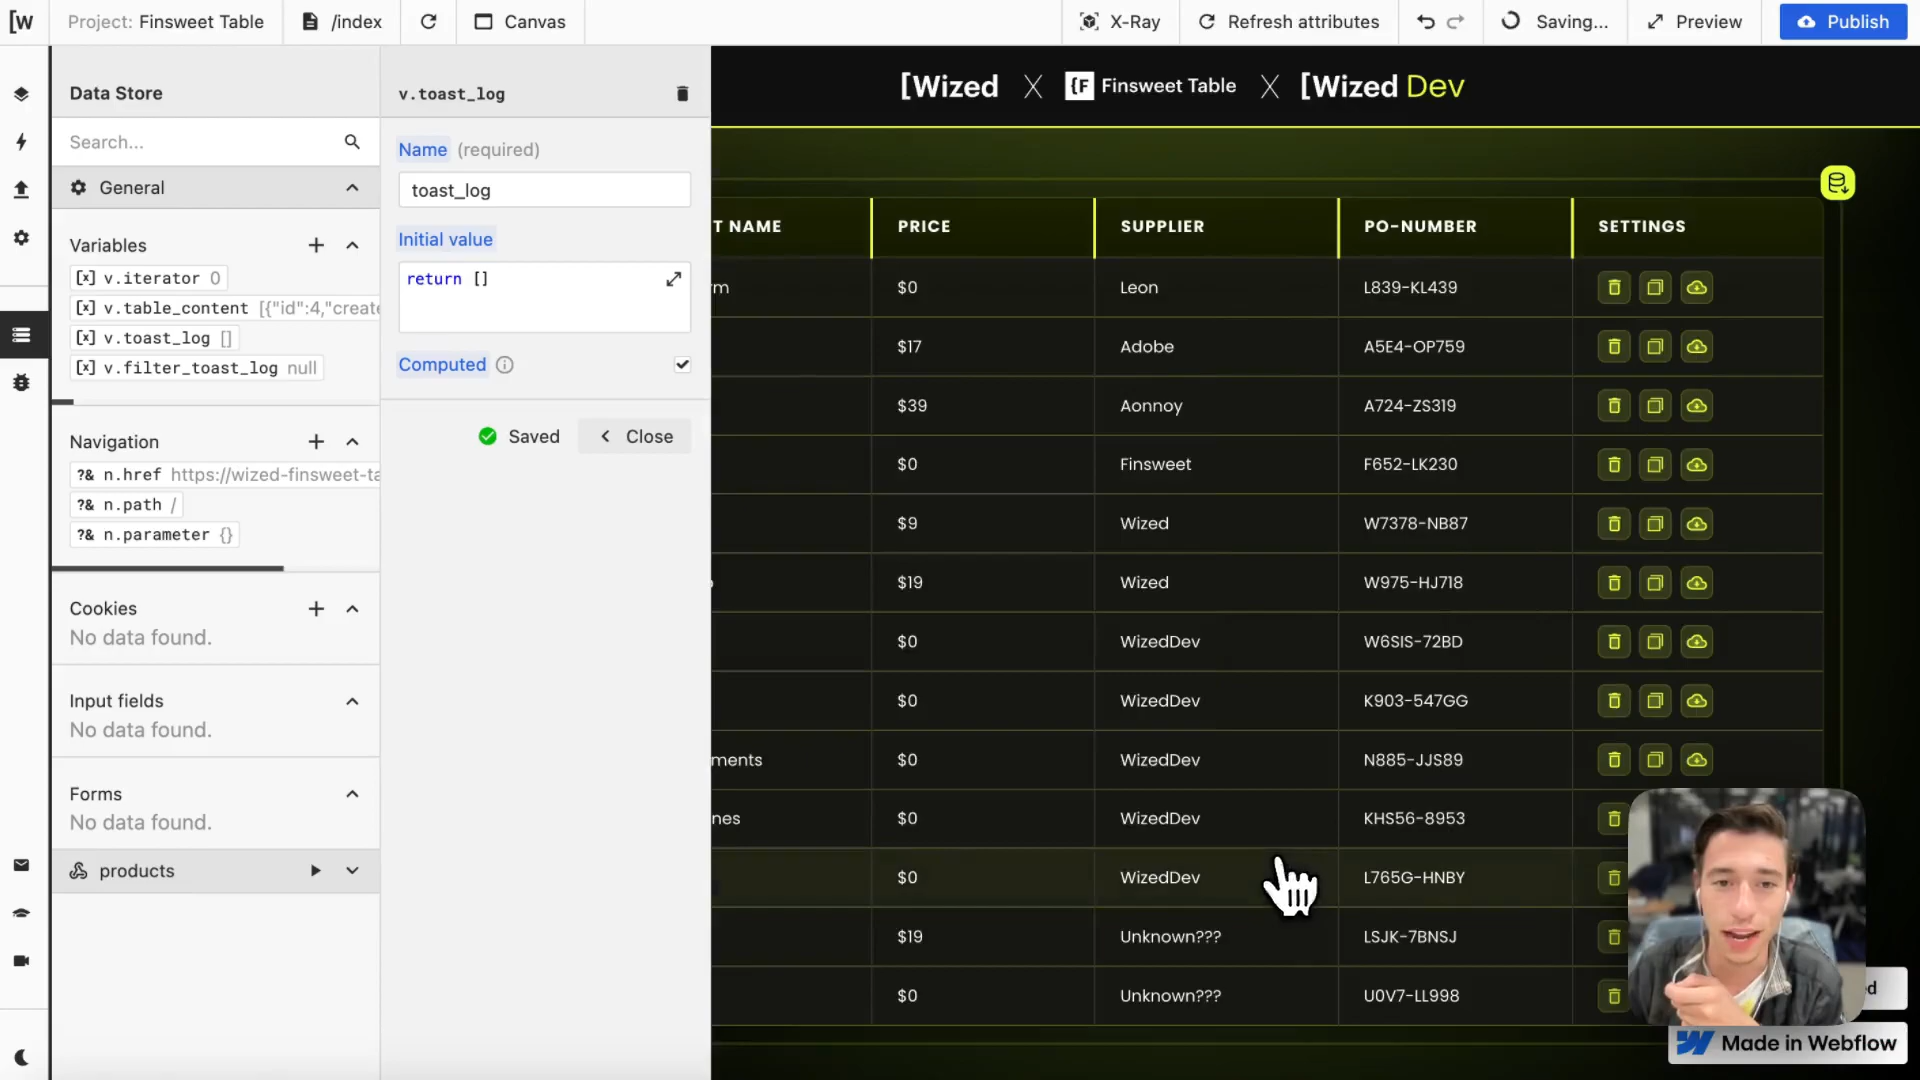 [W
Project: Finsweet Table
/index
Canvas
X-Ray
Refresh attributes
Saving...
Preview
Publish
Data Store
Search...
General
Variables
[x] v.iterator 0
[x] v.table_content [{"id":4,"create
[x] v.toast_log []
[x] v.filter_toast_log null
Navigation
?& n.href https://wized-finsweet-ta
?& n.path /
?& n.parameter {}
Cookies
No data found.
Input fields
No data found.
Forms
No data found.
products
v.toast_log
Name (required)
toast_log
Initial value
return []
Computed
Saved
Close
[Wized X {F Finsweet Table X [Wized Dev
T NAME PRICE SUPPLIER PO-NUMBER SETTINGS
rm $0 Leon L839-KL439
$17 Adobe A5E4-OP759
$39 Aonnoy A724-ZS319
$0 Finsweet F652-LK230
$9 Wized W7378-NB87
$19 Wized W975-HJ718
$0 WizedDev W6SIS-72BD
$0 WizedDev K903-547GG
ments $0 WizedDev N885-JJS89
nes $0 WizedDev KHS56-8953
$0 WizedDev L765G-HNBY
$19 Unknown??? LSJK-7BNSJ
$0 Unknown??? U0V7-LL998
d
Made in Webflow